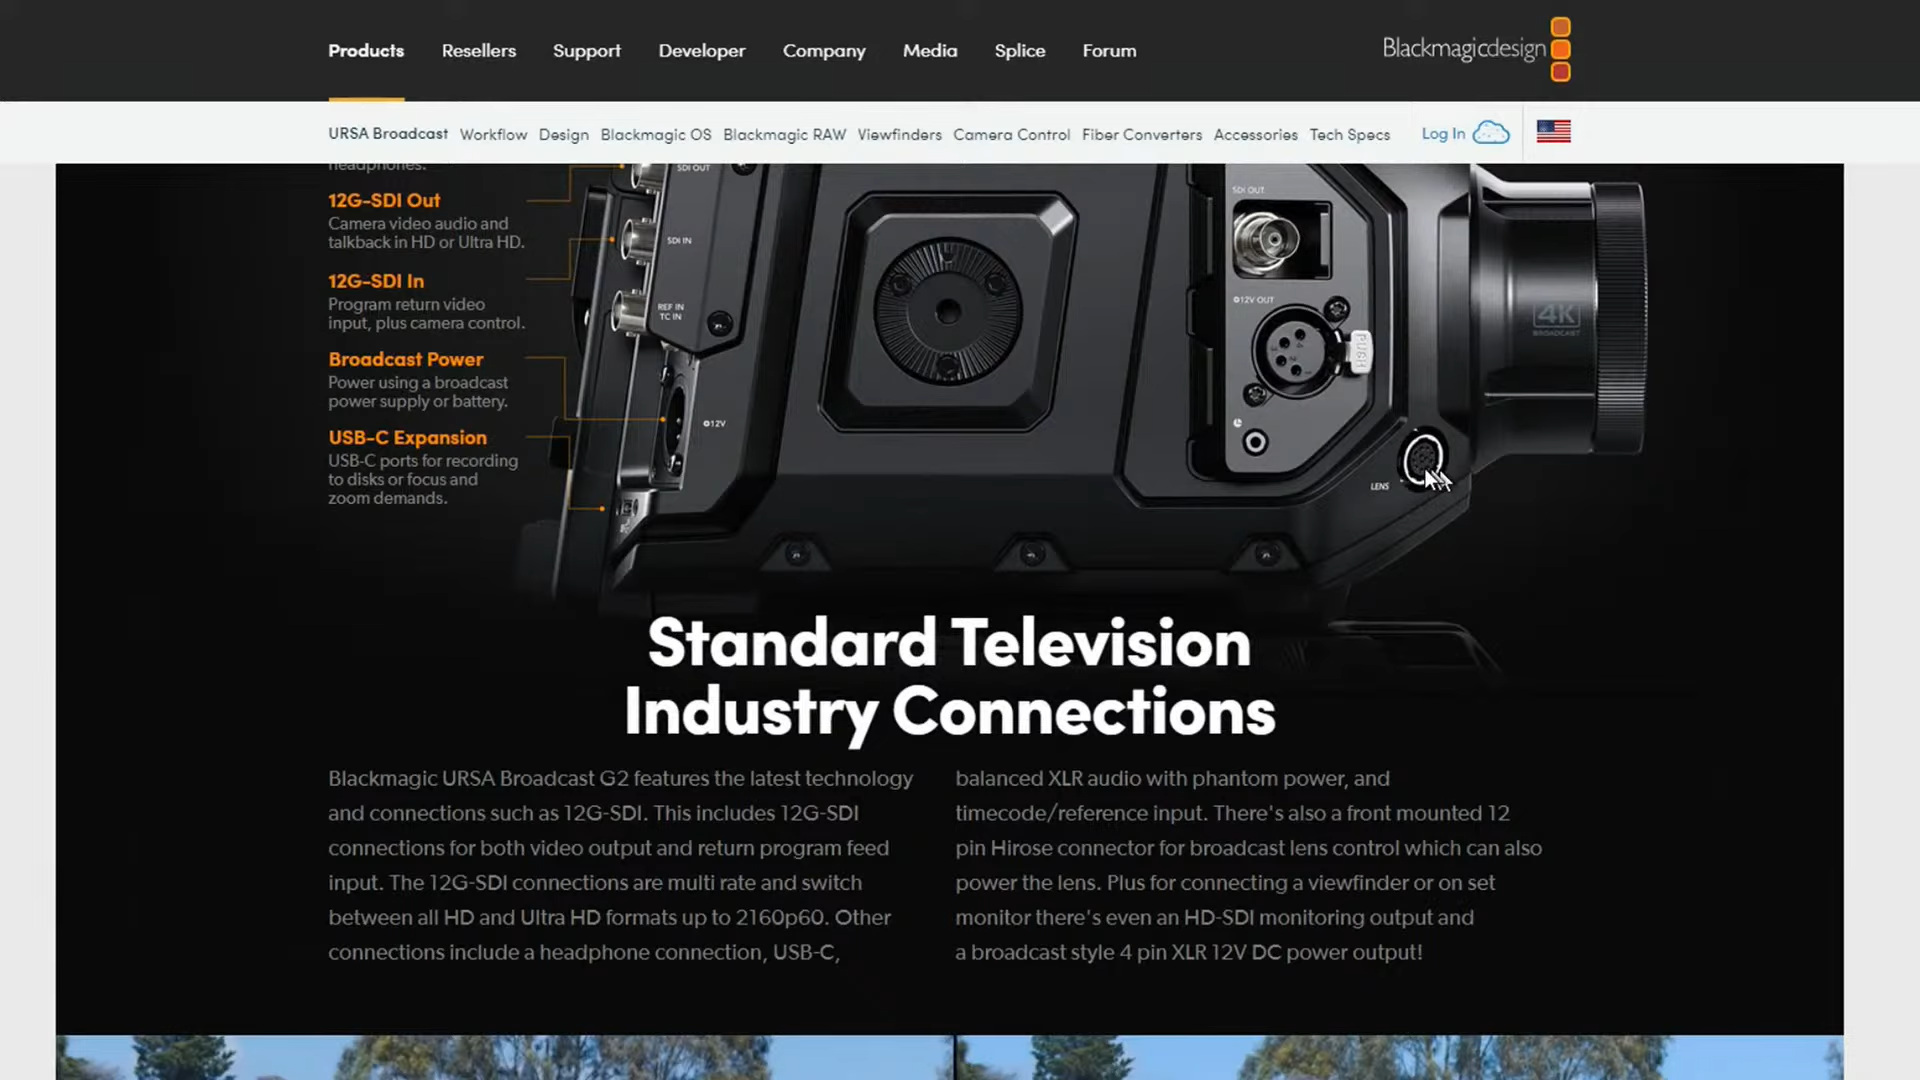 Products Resellers Support Developer Company Media Splice Forum
Blackmagicdesign
URSA Broadcast Workflow Design Blackmagic OS Blackmagic RAW Viewfinders Camera Control Fiber Converters Accessories Tech Specs Log In
headphones.
12G-SDI Out
Camera video audio and
talkback in HD or Ultra HD.
12G-SDI In
Program return video
input, plus camera control.
Broadcast Power
Power using a broadcast
power supply or battery.
USB-C Expansion
USB-C ports for recording
to disks or focus and
zoom demands.
SDI OUT
SDI IN
REF IN
TC IN
12V
SDI OUT
12V OUT
PUSH
LENS
4K
BROADCAST
Standard Television
Industry Connections
Blackmagic URSA Broadcast G2 features the latest technology
and connections such as 12G-SDI. This includes 12G-SDI
connections for both video output and return program feed
input. The 12G-SDI connections are multi rate and switch
between all HD and Ultra HD formats up to 2160p60. Other
connections include a headphone connection, USB-C,
balanced XLR audio with phantom power, and
timecode/reference input. There's also a front mounted 12
pin Hirose connector for broadcast lens control which can also
power the lens. Plus for connecting a viewfinder or on set
monitor there's even an HD-SDI monitoring output and
a broadcast style 4 pin XLR 12V DC power output!